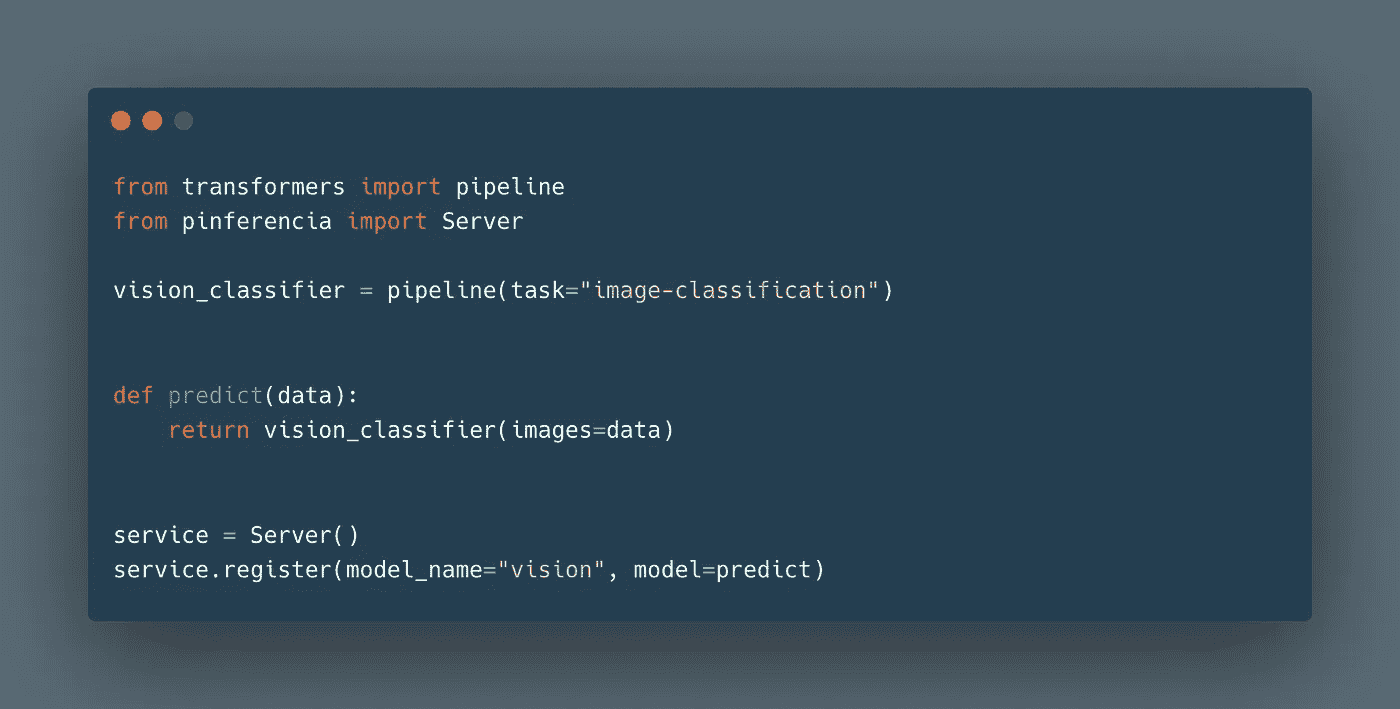 from transformers import pipeline
from pinferencia import Server
vision_classifier = pipeline(task="image-classification")
def predict(data):
    return vision_classifier(images=data)
service = Server()
service.register(model_name="vision", model=predict)